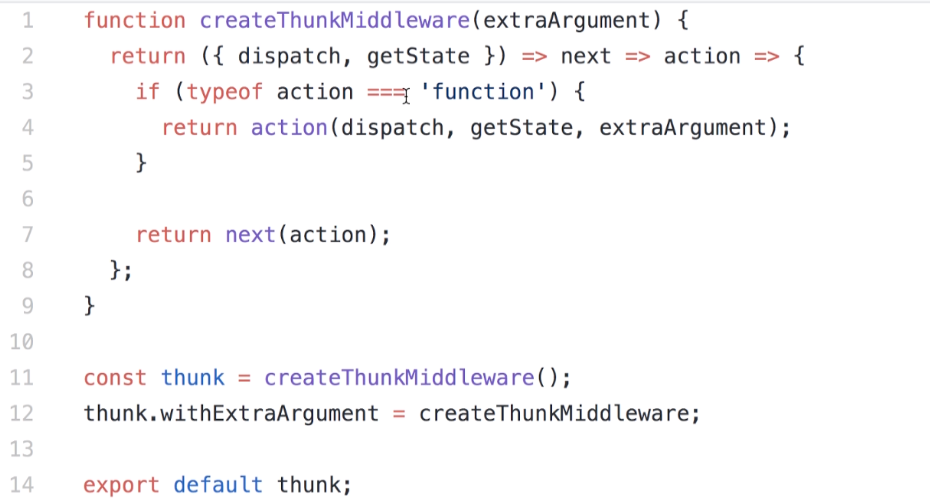 1 function createThunkMiddleware(extraArgument) {
2 return ({ dispatch, getState }) => next => action => {
3 if (typeof action === 'function') {
4 return action(dispatch, getState, extraArgument);
5 }
6
7 return next(action);
8 };
9 }
10
11 const thunk = createThunkMiddleware();
12 thunk.withExtraArgument = createThunkMiddleware;
13
14 export default thunk;